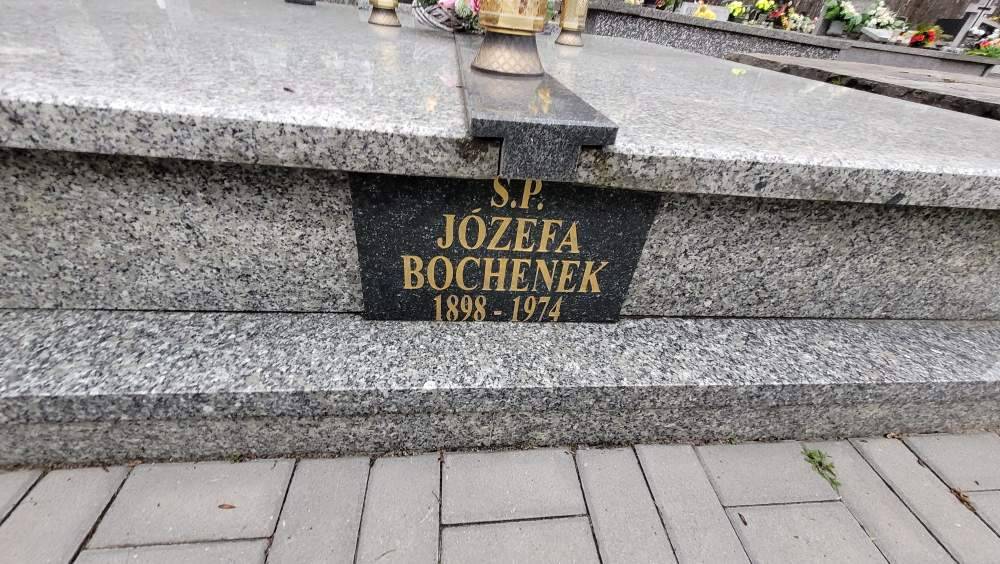 Ś.P.
JÓZEFA
BOCHENEK
1898 - 1974